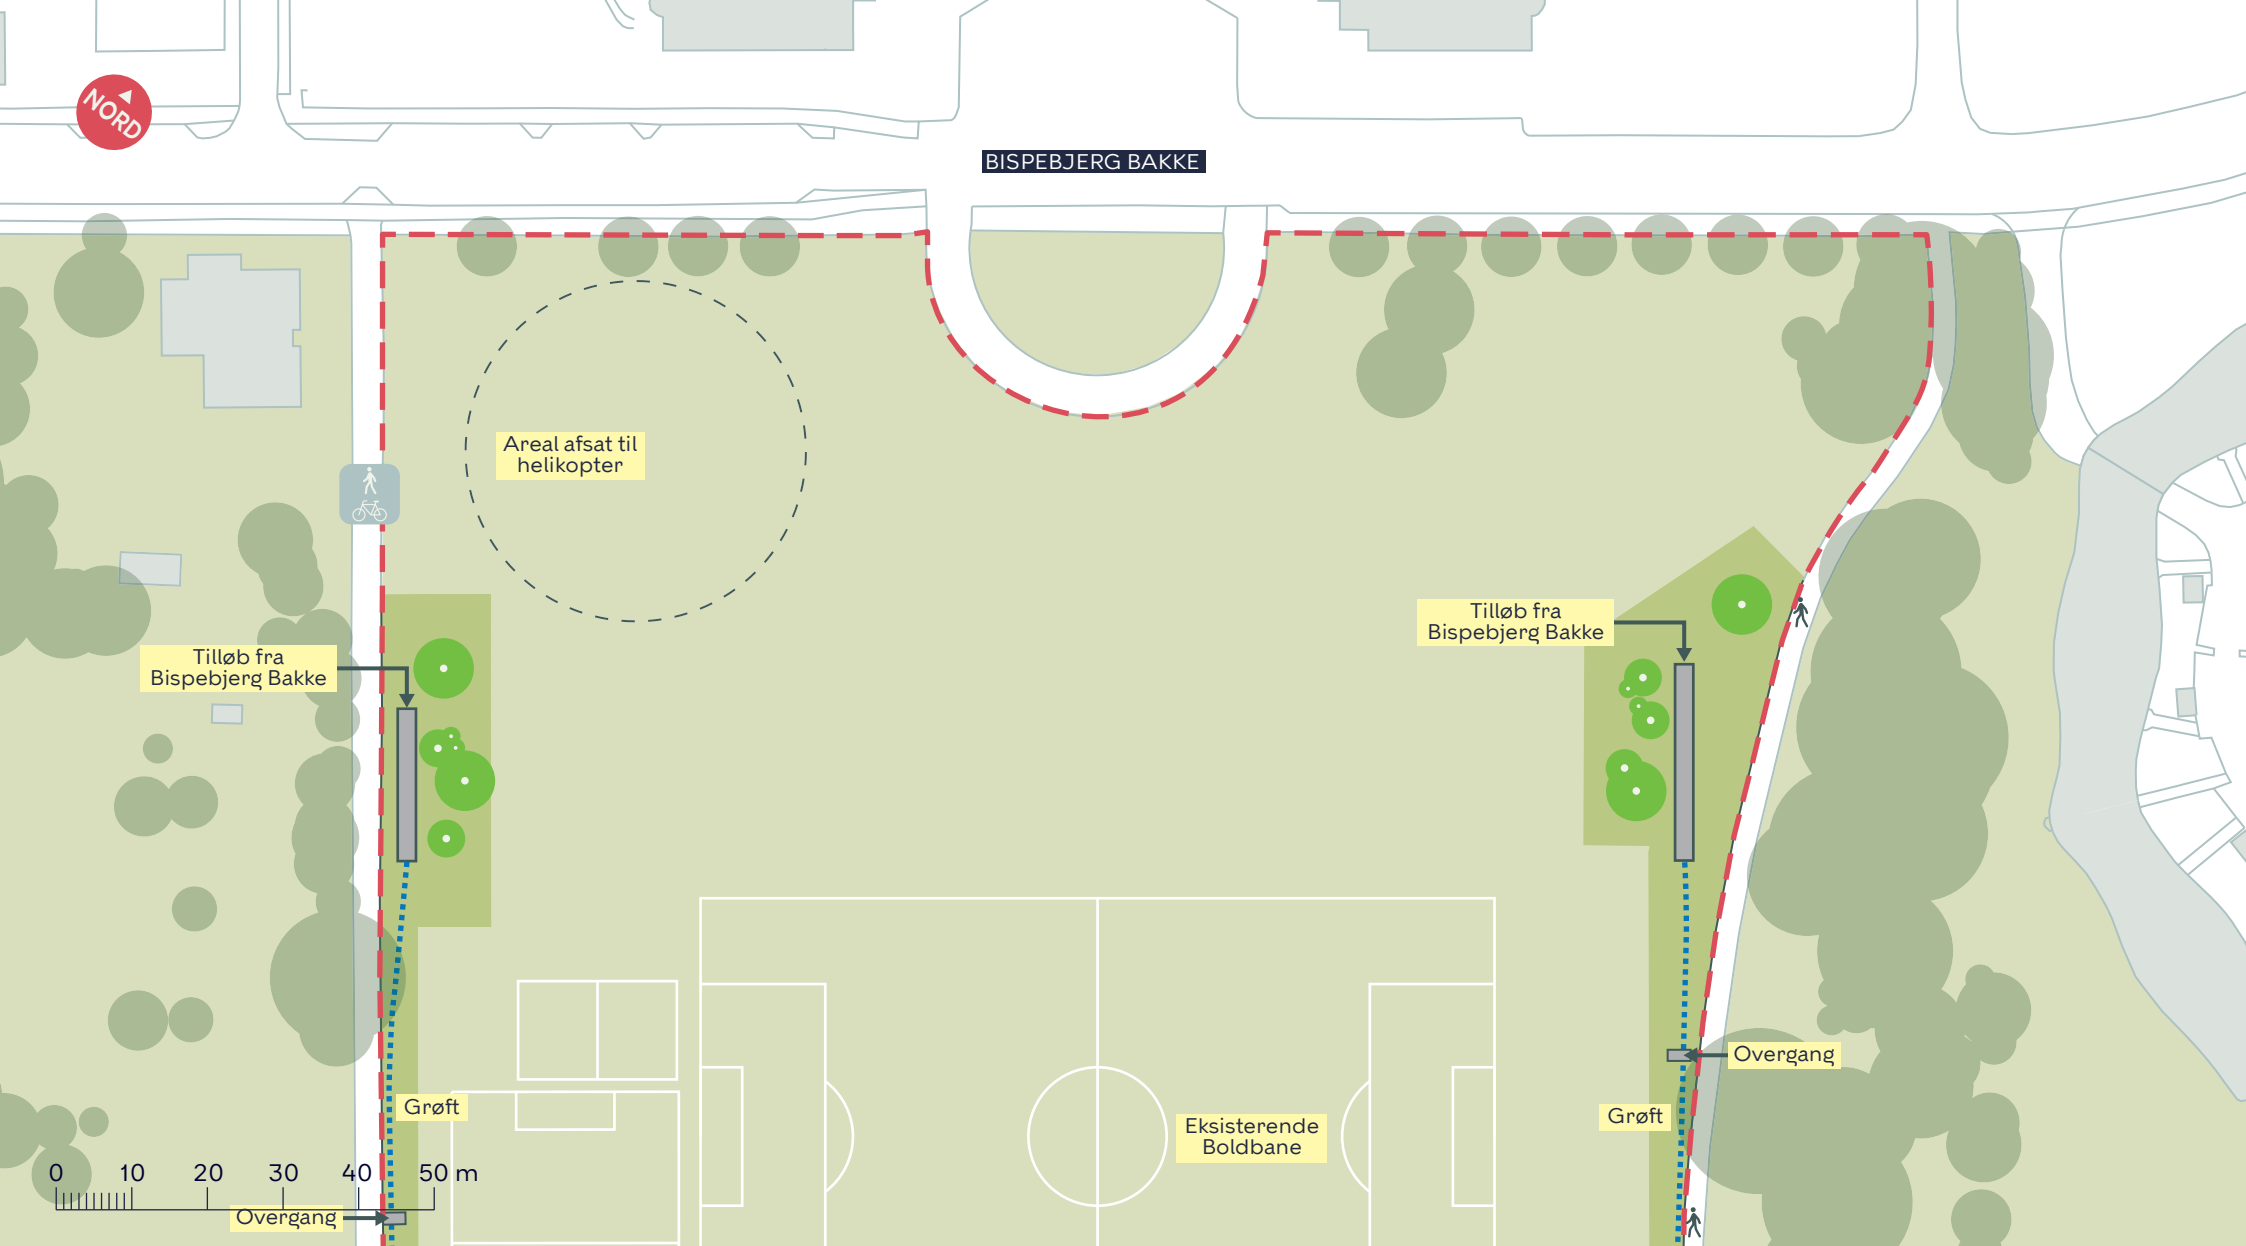 NORD
BISPEBJERG BAKKE
Areal afsat til
helikopter
Tilløb fra
Bispebjerg Bakke
Tilløb fra
Bispebjerg Bakke
Overgang
Grøft
Grøft
Eksisterende
Boldbane
0 10 20 30 40 50 m
Overgang